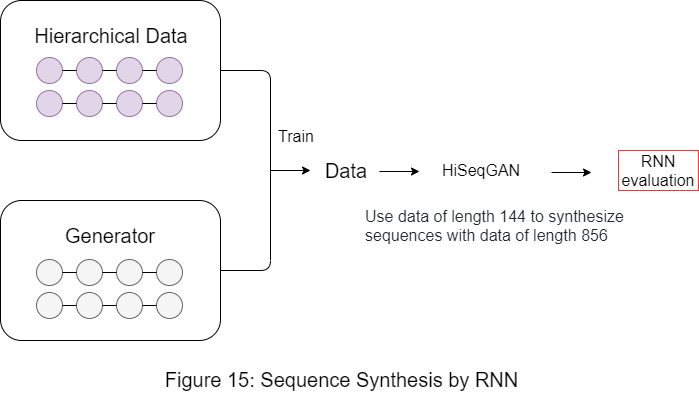 Hierarchical Data
Generator
Train
Data
HiSeqGAN
RNN
evaluation
Use data of length 144 to synthesize
sequences with data of length 856
Figure 15: Sequence Synthesis by RNN